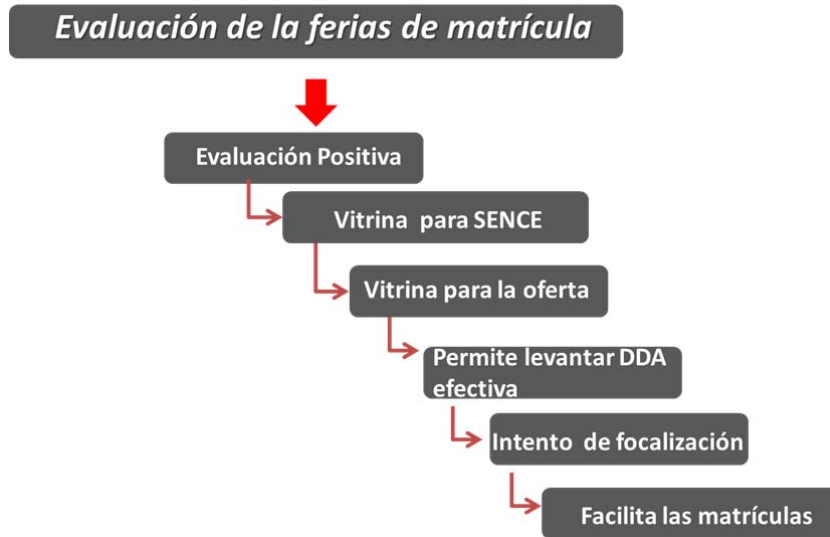 Evaluación de la ferias de matrícula
Evaluación Positiva
Vitrina para SENCE
Vitrina para la oferta
Permite levantar DDA
efectiva
Intento de focalización
Facilita las matrículas